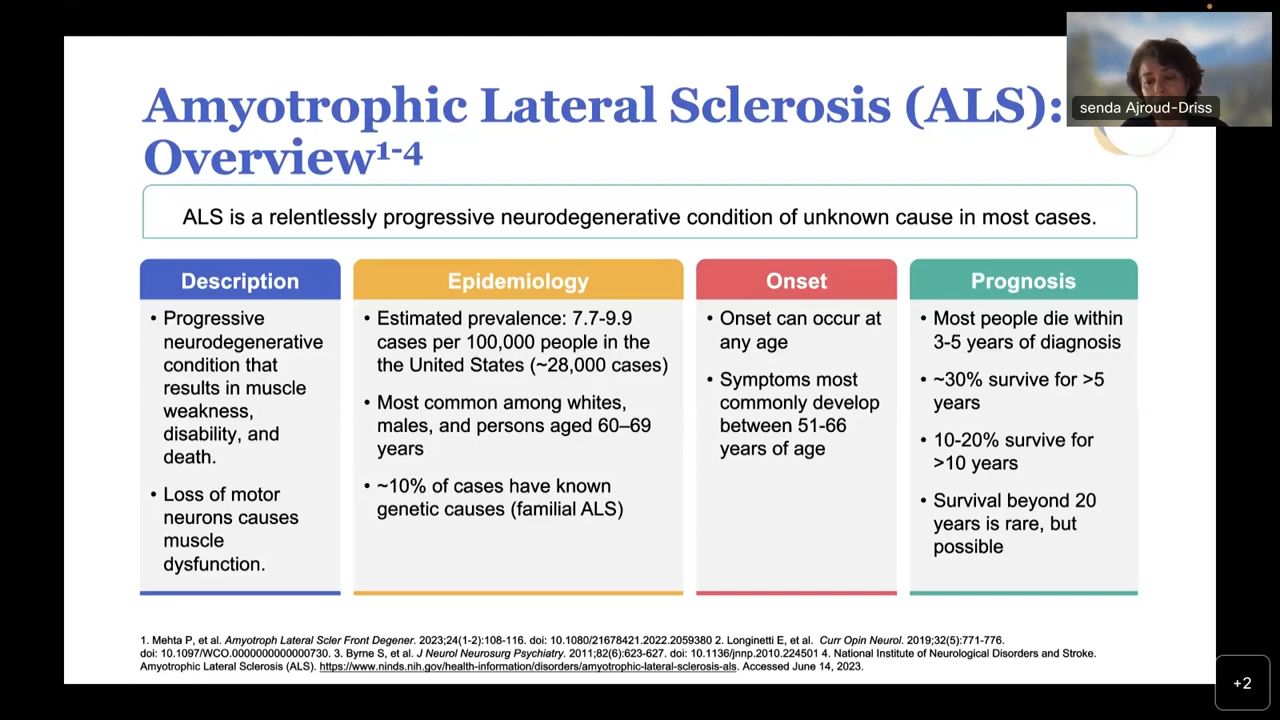 senda Ajroud-Driss
Amyotrophic Lateral Sclerosis (ALS):
Overview¹⁻⁴
ALS is a relentlessly progressive neurodegenerative condition of unknown cause in most cases.
Description
• Progressive
neurodegenerative
condition that
results in muscle
weakness,
disability, and
death.
• Loss of motor
neurons causes
muscle
dysfunction.
Epidemiology
• Estimated prevalence: 7.7-9.9
cases per 100,000 people in the
the United States (~28,000 cases)
• Most common among whites,
males, and persons aged 60–69
years
• ~10% of cases have known
genetic causes (familial ALS)
Onset
• Onset can occur at
any age
• Symptoms most
commonly develop
between 51-66
years of age
Prognosis
• Most people die within
3-5 years of diagnosis
• ~30% survive for >5
years
• 10-20% survive for
>10 years
• Survival beyond 20
years is rare, but
possible
1. Mehta P, et al. Amyotroph Lateral Scler Front Degener. 2023;24(1-2):108-116. doi: 10.1080/21678421.2022.2059380 2. Longinetti E, et al. Curr Opin Neurol. 2019;32(5):771-776.
doi: 10.1097/WCO.0000000000000730. 3. Byrne S, et al. J Neurol Neurosurg Psychiatry. 2011;82(6):623-627. doi: 10.1136/jnnp.2010.224501 4. National Institute of Neurological Disorders and Stroke.
Amyotrophic Lateral Sclerosis (ALS). https://www.ninds.nih.gov/health-information/disorders/amyotrophic-lateral-sclerosis-als. Accessed June 14, 2023.
+2